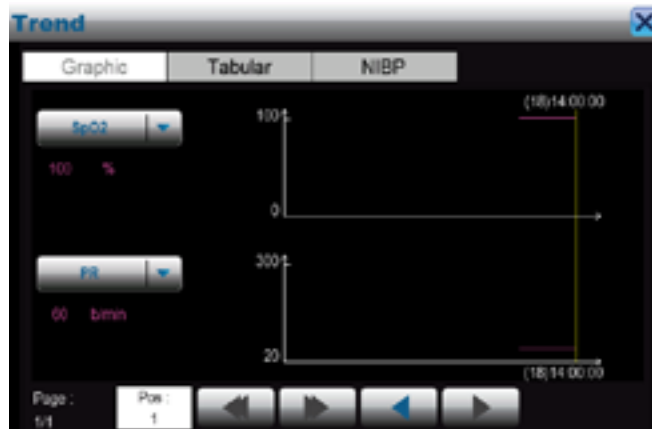 Trend
Graphic Tabular NIBP
(18)14:00:00
SpO2 100
100 %
0
PR 300
60 b/min
20
(18)14:00:00
Page : Pos :
1/1 1